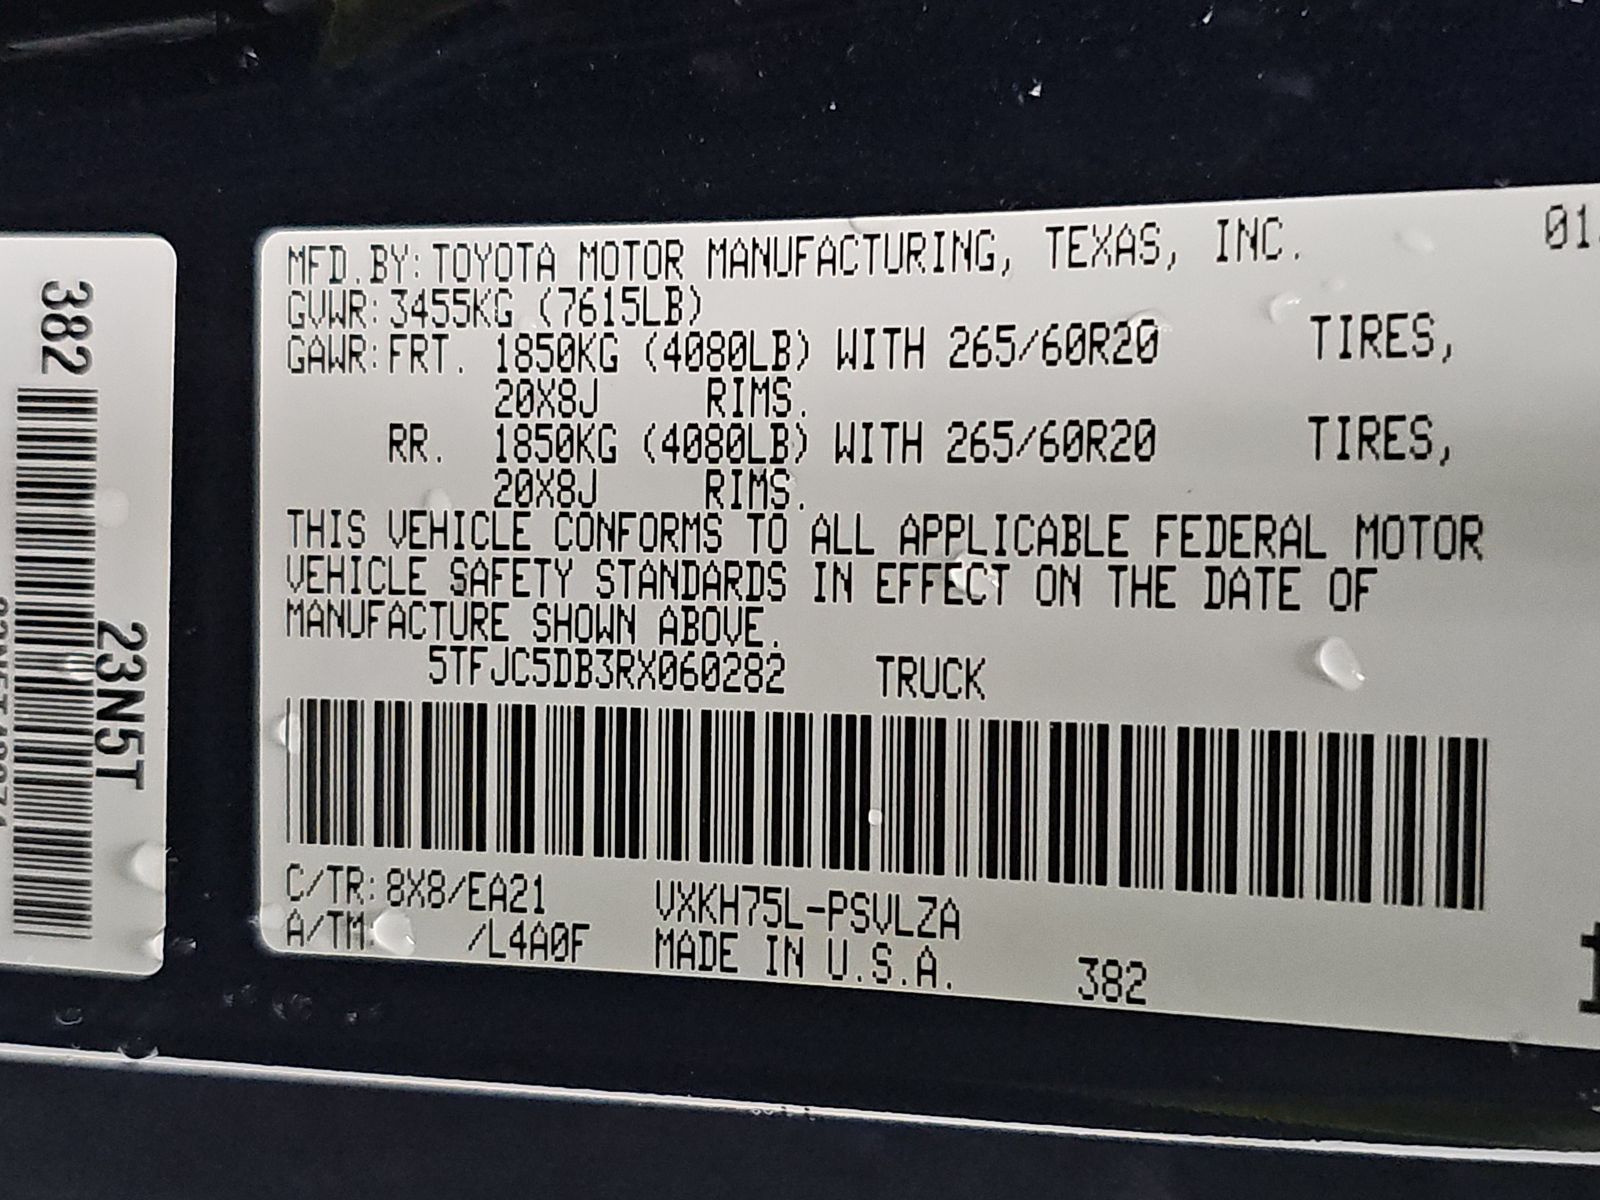 382
23N5T
MFD.BY:TOYOTA MOTOR MANUFACTURING, TEXAS, INC. 01
GVWR:3455KG (7615LB)
GAWR:FRT. 1850KG (4080LB) WITH 265/60R20 TIRES,
20X8J RIMS.
RR. 1850KG (4080LB) WITH 265/60R20 TIRES,
20X8J RIMS.
THIS VEHICLE CONFORMS TO ALL APPLICABLE FEDERAL MOTOR
VEHICLE SAFETY STANDARDS IN EFFECT ON THE DATE OF
MANUFACTURE SHOWN ABOVE.
5TFJC5DB3RX060282 TRUCK
C/TR:8X8/EA21 VXKH75L-PSVLZA
A/TM: /L4A0F MADE IN U.S.A. 382